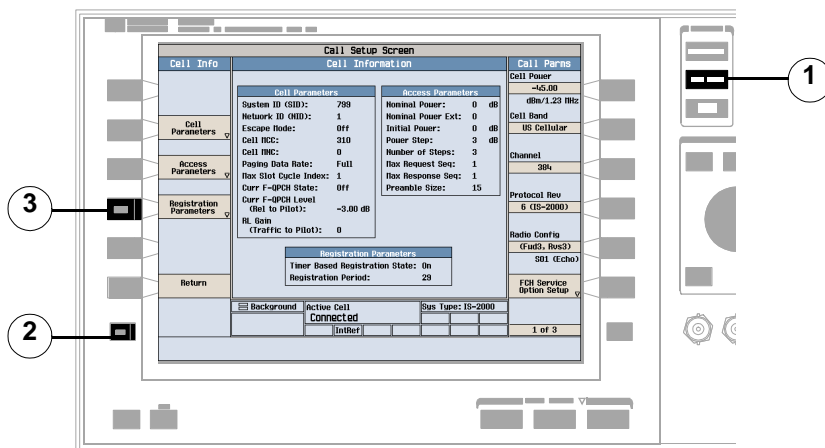 Call Setup Screen
Cell Info
Cell Information
Call Parms
Cell Parameters
System ID (SID): 799
Network ID (NID): 1
Escape Mode: Off
Cell MCC: 310
Cell MNC: 0
Paging Data Rate: Full
Max Slot Cycle Index: 1
Curr F-QPCH State: Off
Curr F-QPCH Level
(Rel to Pilot): -3.00 dB
RL Gain
(Traffic to Pilot): 0
Access Parameters
Nominal Power: 0 dB
Nominal Power Ext: 0
Initial Power: 0 dB
Power Step: 3 dB
Number of Steps: 3
Max Request Seq: 1
Max Response Seq: 1
Preamble Size: 15
Registration Parameters
Timer Based Registration State: On
Registration Period: 29
Cell
Parameters
Access
Parameters
Registration
Parameters
Return
Cell Power
-45.00
dBm/1.23 MHz
Cell Band
US Cellular
Channel
384
Protocol Rev
6 (IS-2000)
Radio Config
(Fwd3, Rvs3)
SO1 (Echo)
FCH Service
Option Setup
1 of 3
Background
Active Cell
Connected
Sys Type: IS-2000
IntRef
1
3
2